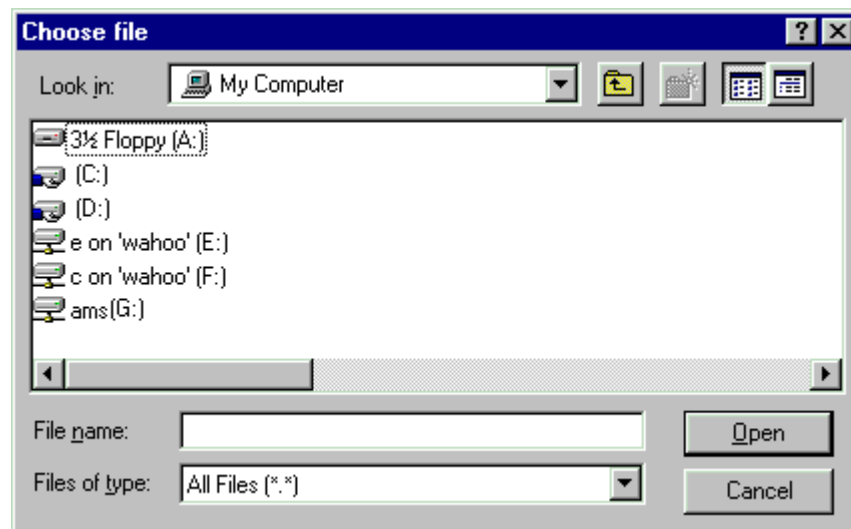 Choose file
Look in: My Computer
3½ Floppy (A:)
(C:)
(D:)
e on 'wahoo' (E:)
c on 'wahoo' (F:)
ams(G:)
File name: Open
Files of type: All Files (*.*) Cancel